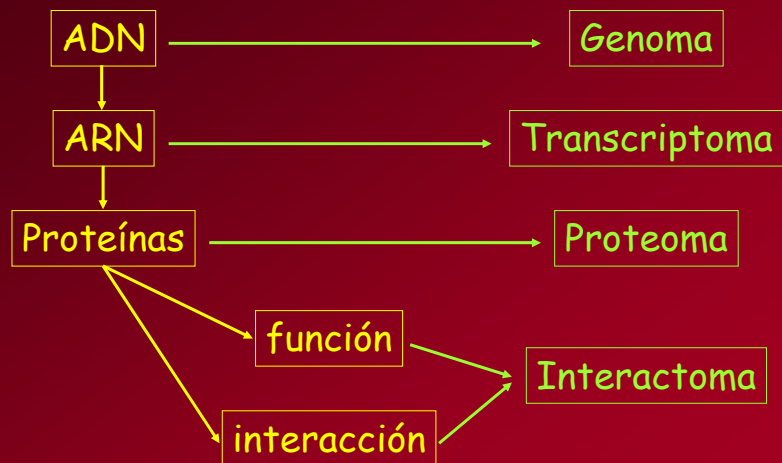 ADN
Genoma
ARN
Transcriptoma
Proteínas
Proteoma
función
Interactoma
interacción